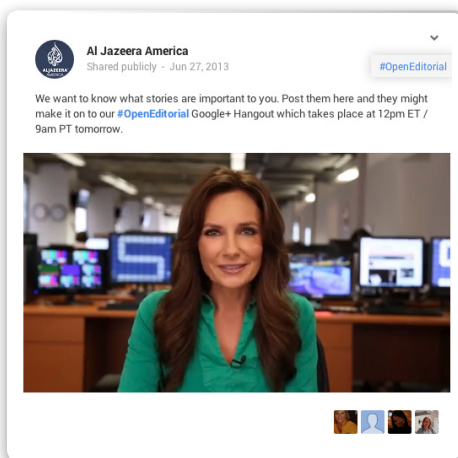 Al Jazeera America
Shared publicly - Jun 27, 2013
#OpenEditorial
We want to know what stories are important to you. Post them here and they might
make it on to our #OpenEditorial Google+ Hangout which takes place at 12pm ET /
9am PT tomorrow.
ALJAZEERA
AMERICA